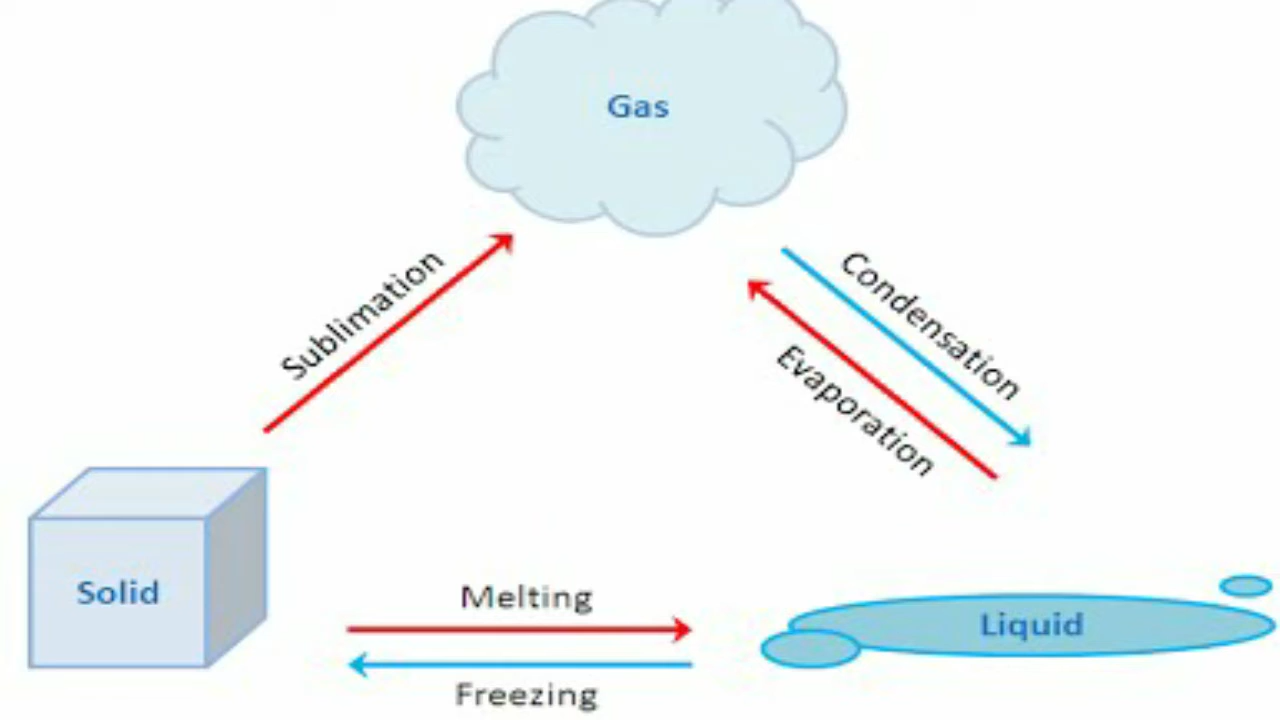 Gas
Sublimation
Condensation
Evaporation
Solid
Melting
Liquid
Freezing